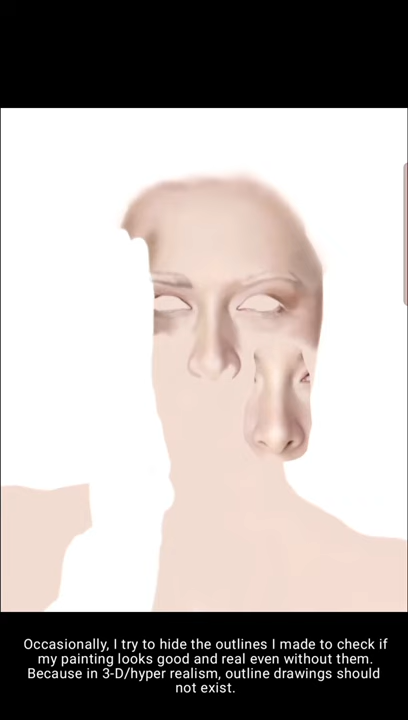 Occasionally, I try to hide the outlines I made to check if
my painting looks good and real even without them.
Because in 3-D/hyper realism, outline drawings should
not exist.